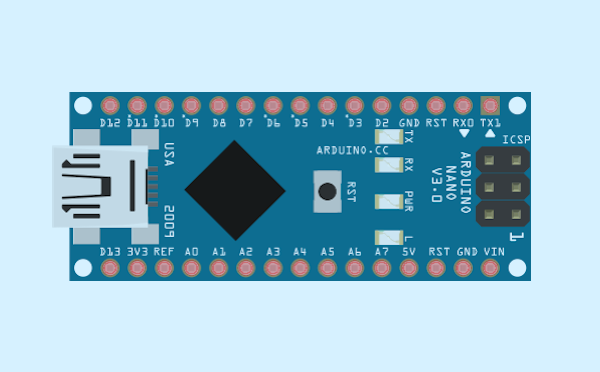 D12 D11 D10 D9 D8 D7 D6 D5 D4 D3 D2 GND RST RX0 TX1
ICSP
TX
ARDUINO.CC
RX
USA
2009
RST
PWR
L
ARDUINO
NANO
V3.0
1
D13 3V3 REF A0 A1 A2 A3 A4 A5 A6 A7 5V RST GND VIN